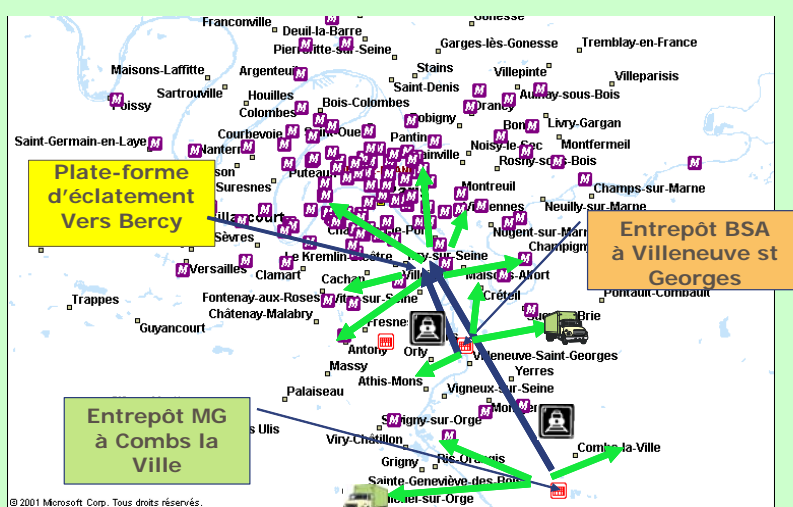 Franconville
Deuil-la-Barre
Gonesse
Pierrefitte-sur-Seine
Garges-lès-Gonesse
Tremblay-en-France
Maisons-Laffitte
Argenteuil
Stains
Villepinte
Villeparisis
Sartrouville
Houilles
Saint-Denis
Aulnay-sous-Bois
Poissy
Bois-Colombes
Colombes
Bobigny
Drancy
Livry-Gargan
Saint-Germain-en-Laye
Courbevoie
Saint-Ouen
Pantin
Bondy
Montfermeil
Nanterre
Noisy-le-Sec
Rosny-sous-Bois
Plate-forme
d'éclatement
Vers Bercy
Puteaux
Suresnes
Montreuil
Vincennes
Champs-sur-Marne
Neuilly-sur-Marne
Entrepôt BSA
à Villeneuve st
Georges
Sèvres
Nogent-sur-Marne
Champigny
Versailles
Clamart
Le Kremlin-Bicêtre
Ivry-sur-Seine
Cachan
Maisons-Alfort
Trappes
Fontenay-aux-Roses
Vitry-sur-Seine
Créteil
Pontault-Combault
Châtenay-Malabry
Guyancourt
Fresnes
Brie
Antony
Orly
Villeneuve-Saint-Georges
Massy
Yerres
Palaiseau
Athis-Mons
Vigneux-sur-Seine
Entrepôt MG
à Combs la
Ville
Ulis
Savigny-sur-Orge
Viry-Châtillon
Combs-la-Ville
Grigny
Ris-Orangis
Sainte-Geneviève-des-Bois
© 2001 Microsoft Corp. Tous droits réservés.